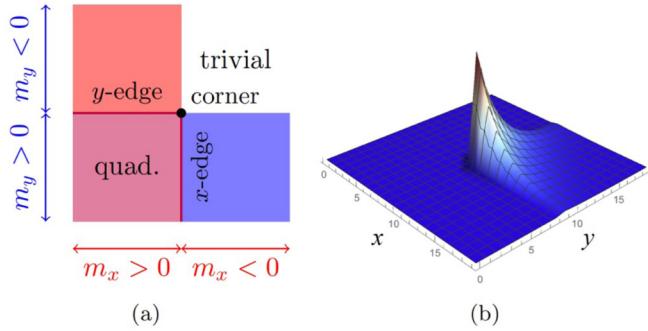 m_y < 0
m_y > 0
trivial
y-edge
corner
quad.
x-edge
m_x > 0
m_x < 0
(a)
0
5
10
15
x
0
5
10
15
y
(b)